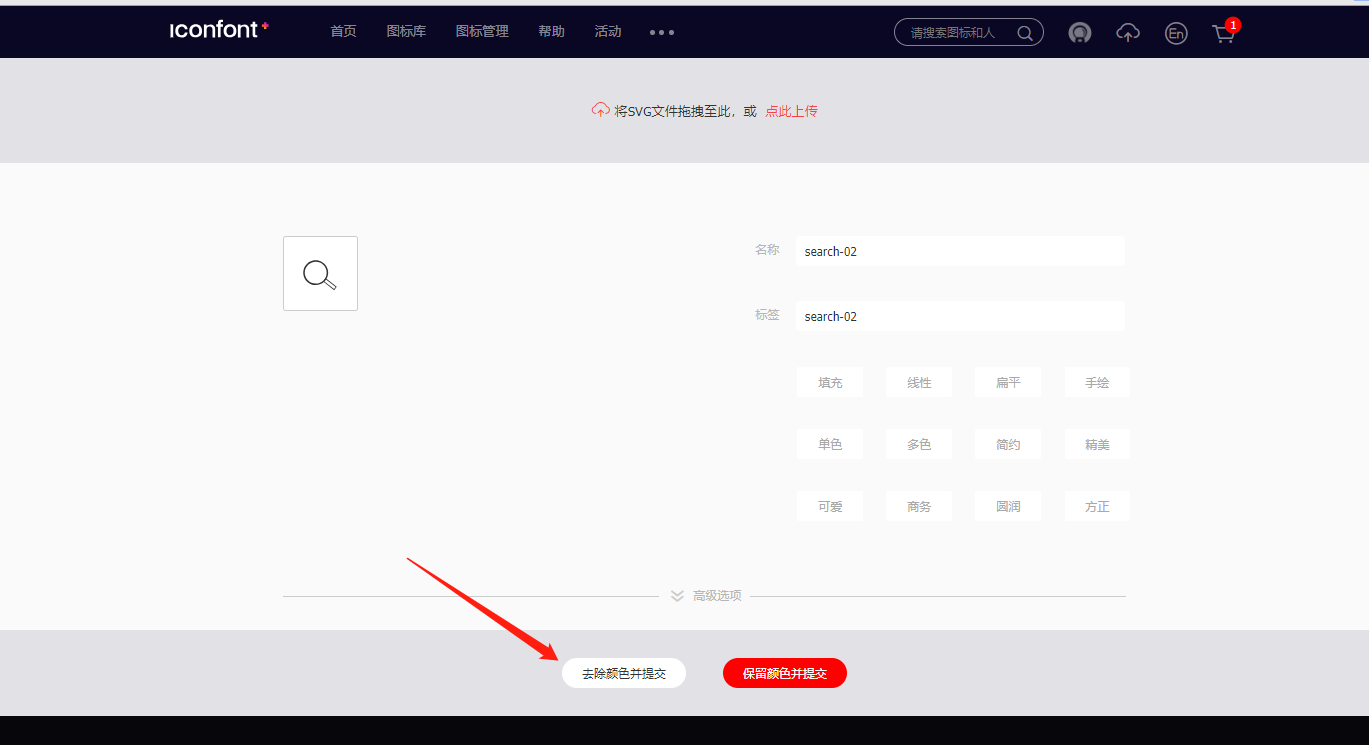 iconfont+ 首页 图标库 图标管理 帮助 活动 ••• 请搜索图标和人 En 1
将SVG文件拖拽至此，或 点此上传
名称 search-02
标签 search-02
填充 线性 扁平 手绘
单色 多色 简约 精美
可爱 商务 圆润 方正
高级选项
去除颜色并提交 保留颜色并提交